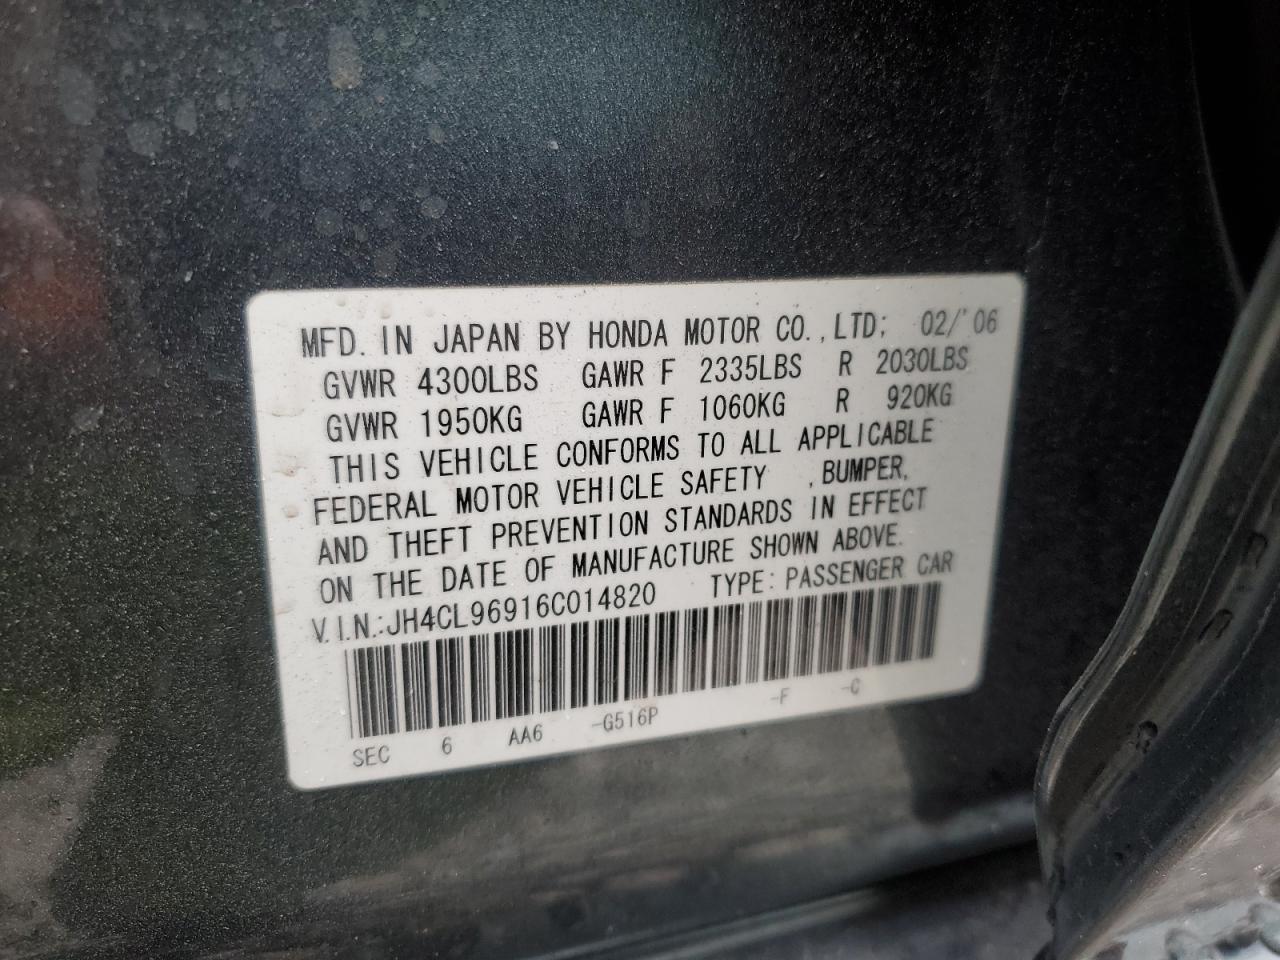 MFD. IN JAPAN BY HONDA MOTOR CO.,LTD; 02/'06
GVWR 4300LBS GAWR F 2335LBS R 2030LBS
GVWR 1950KG GAWR F 1060KG R 920KG
THIS VEHICLE CONFORMS TO ALL APPLICABLE
FEDERAL MOTOR VEHICLE SAFETY ,BUMPER,
AND THEFT PREVENTION STANDARDS IN EFFECT
ON THE DATE OF MANUFACTURE SHOWN ABOVE.
V.I.N.:JH4CL96916C014820 TYPE:PASSENGER CAR
SEC 6 AA6 -G516P -F -C